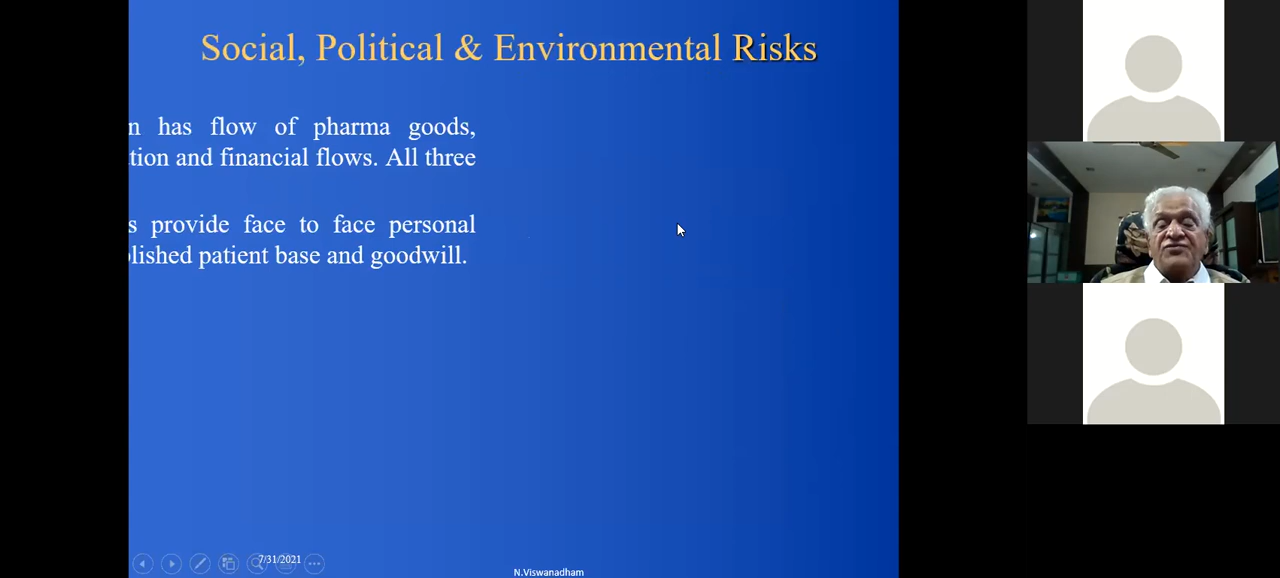 Social, Political & Environmental Risks
n has flow of pharma goods,
tion and financial flows. All three
s provide face to face personal
lished patient base and goodwill.
7/31/2021
N.Viswanadham